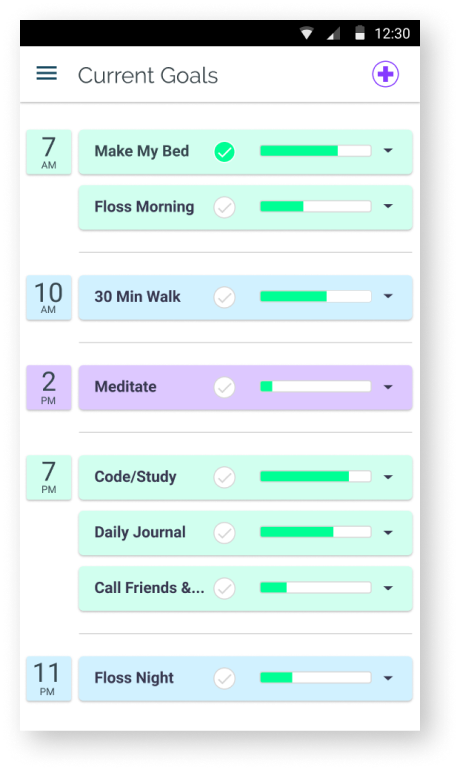 12:30
Current Goals
7
AM
Make My Bed
Floss Morning
10
AM
30 Min Walk
2
PM
Meditate
7
PM
Code/Study
Daily Journal
Call Friends &...
11
PM
Floss Night